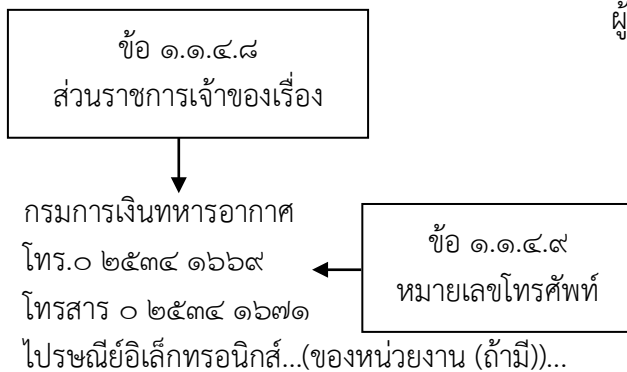 ผู้
ข้อ ๑.๑.๔.๘
ส่วนราชการเจ้าของเรื่อง
กรมการเงินทหารอากาศ
โทร.๐ ๒๕๓๔ ๑๖๖๙
โทรสาร ๐ ๒๕๓๔ ๑๖๗๑
ไปรษณีย์อิเล็กทรอนิกส์...(ของหน่วยงาน (ถ้ามี))...
ข้อ ๑.๑.๔.๙
หมายเลขโทรศัพท์